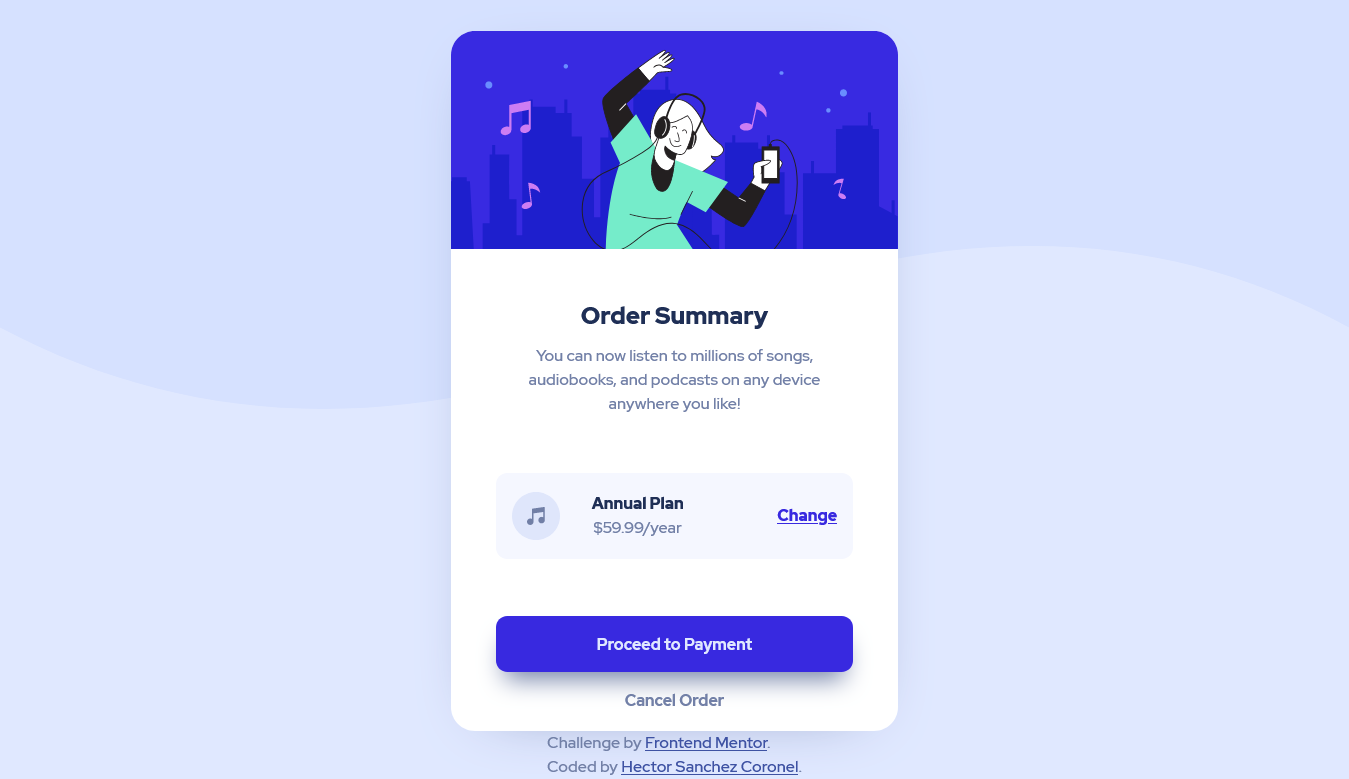 Order Summary
You can now listen to millions of songs,
audiobooks, and podcasts on any device
anywhere you like!
Annual Plan
$59.99/year
Change
Proceed to Payment
Cancel Order
Challenge by Frontend Mentor.
Coded by Hector Sanchez Coronel.